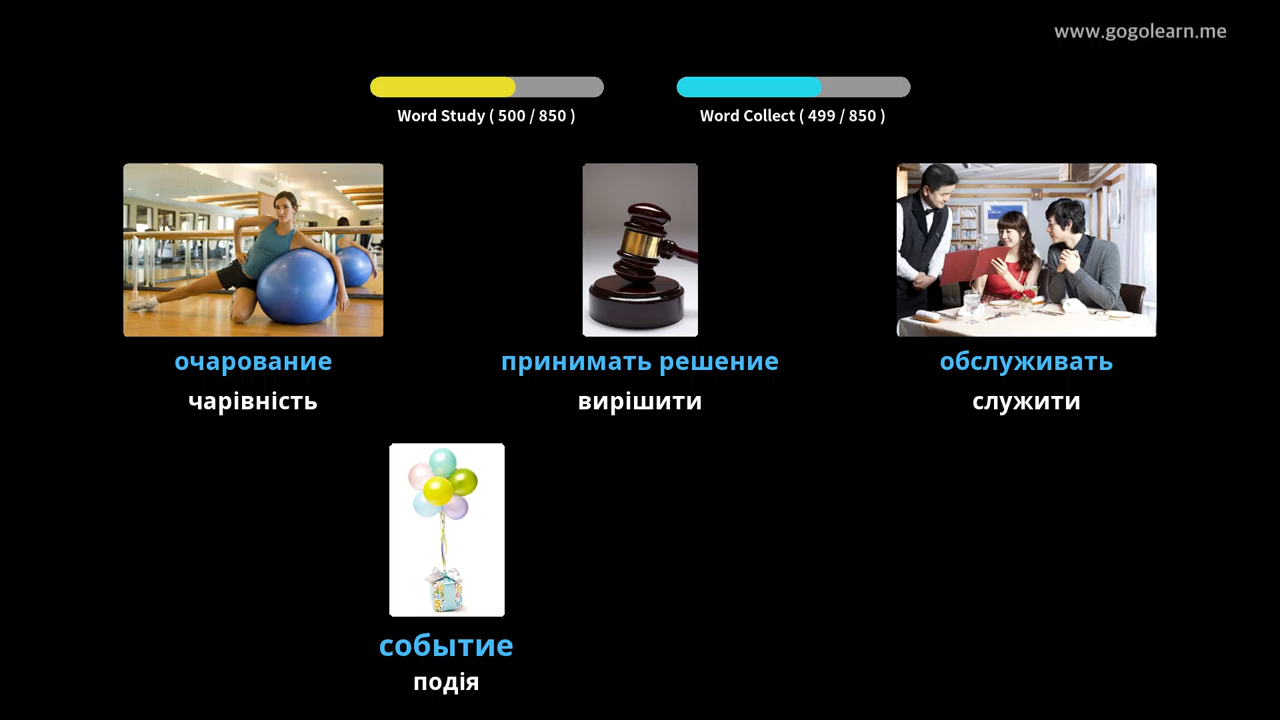 www.gogolearn.me
Word Study ( 500 / 850 )
Word Collect ( 499 / 850 )
очарование
чарівність
принимать решение
вирішити
обслуживать
служити
событие
подія